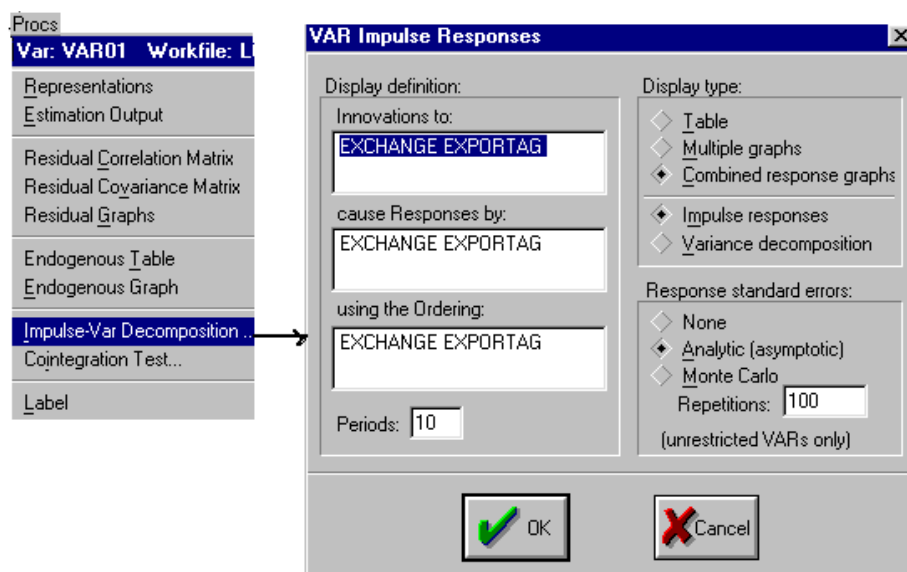 Procs
Var: VAR01 Workfile: Li
Representations
Estimation Output
Residual Correlation Matrix
Residual Covariance Matrix
Residual Graphs
Endogenous Table
Endogenous Graph
Impulse-Var Decomposition ..
Cointegration Test...
Label
VAR Impulse Responses
Display definition:
Innovations to:
EXCHANGE EXPORTAG
cause Responses by:
EXCHANGE EXPORTAG
using the Ordering:
EXCHANGE EXPORTAG
Periods: 10
Display type:
Table
Multiple graphs
Combined response graphs
Impulse responses
Variance decomposition
Response standard errors:
None
Analytic (asymptotic)
Monte Carlo
Repetitions: 100
(unrestricted VARs only)
OK
Cancel